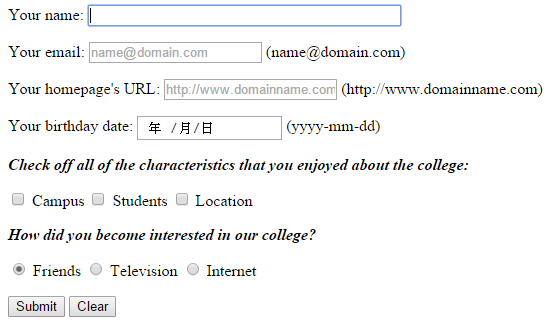 Your name:
Your email: name@domain.com (name@domain.com)
Your homepage's URL: http://www.domainname.com (http://www.domainname.com)
Your birthday date: 年 /月/日 (yyyy-mm-dd)
Check off all of the characteristics that you enjoyed about the college:
Campus Students Location
How did you become interested in our college?
Friends Television Internet
Submit Clear